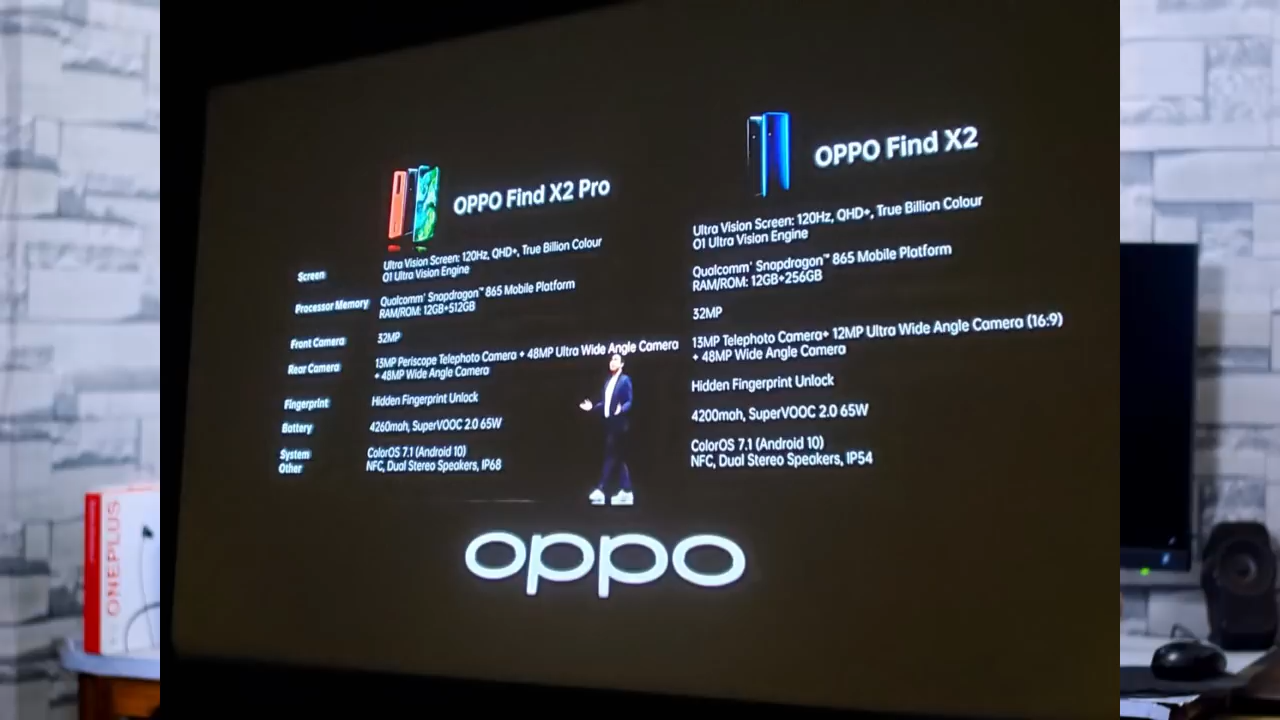 OPPO Find X2 Pro
Screen
Ultra Vision Screen: 120Hz, QHD+, True Billion Colour
O1 Ultra Vision Engine
Processor Memory
Qualcomm® Snapdragon™ 865 Mobile Platform
RAM/ROM: 12GB+512GB
Front Camera
32MP
Rear Camera
13MP Periscope Telephoto Camera + 48MP Ultra Wide Angle Camera
+ 48MP Wide Angle Camera
Fingerprint
Hidden Fingerprint Unlock
Battery
4260mah, SuperVOOC 2.0 65W
System
ColorOS 7.1 (Android 10)
Other
NFC, Dual Stereo Speakers, IP68
OPPO Find X2
Ultra Vision Screen: 120Hz, QHD+, True Billion Colour
O1 Ultra Vision Engine
Qualcomm® Snapdragon™ 865 Mobile Platform
RAM/ROM: 12GB+256GB
32MP
13MP Telephoto Camera+ 12MP Ultra Wide Angle Camera (16:9)
+ 48MP Wide Angle Camera
Hidden Fingerprint Unlock
4200mah, SuperVOOC 2.0 65W
ColorOS 7.1 (Android 10)
NFC, Dual Stereo Speakers, IP54
oppo
ONEPLUS